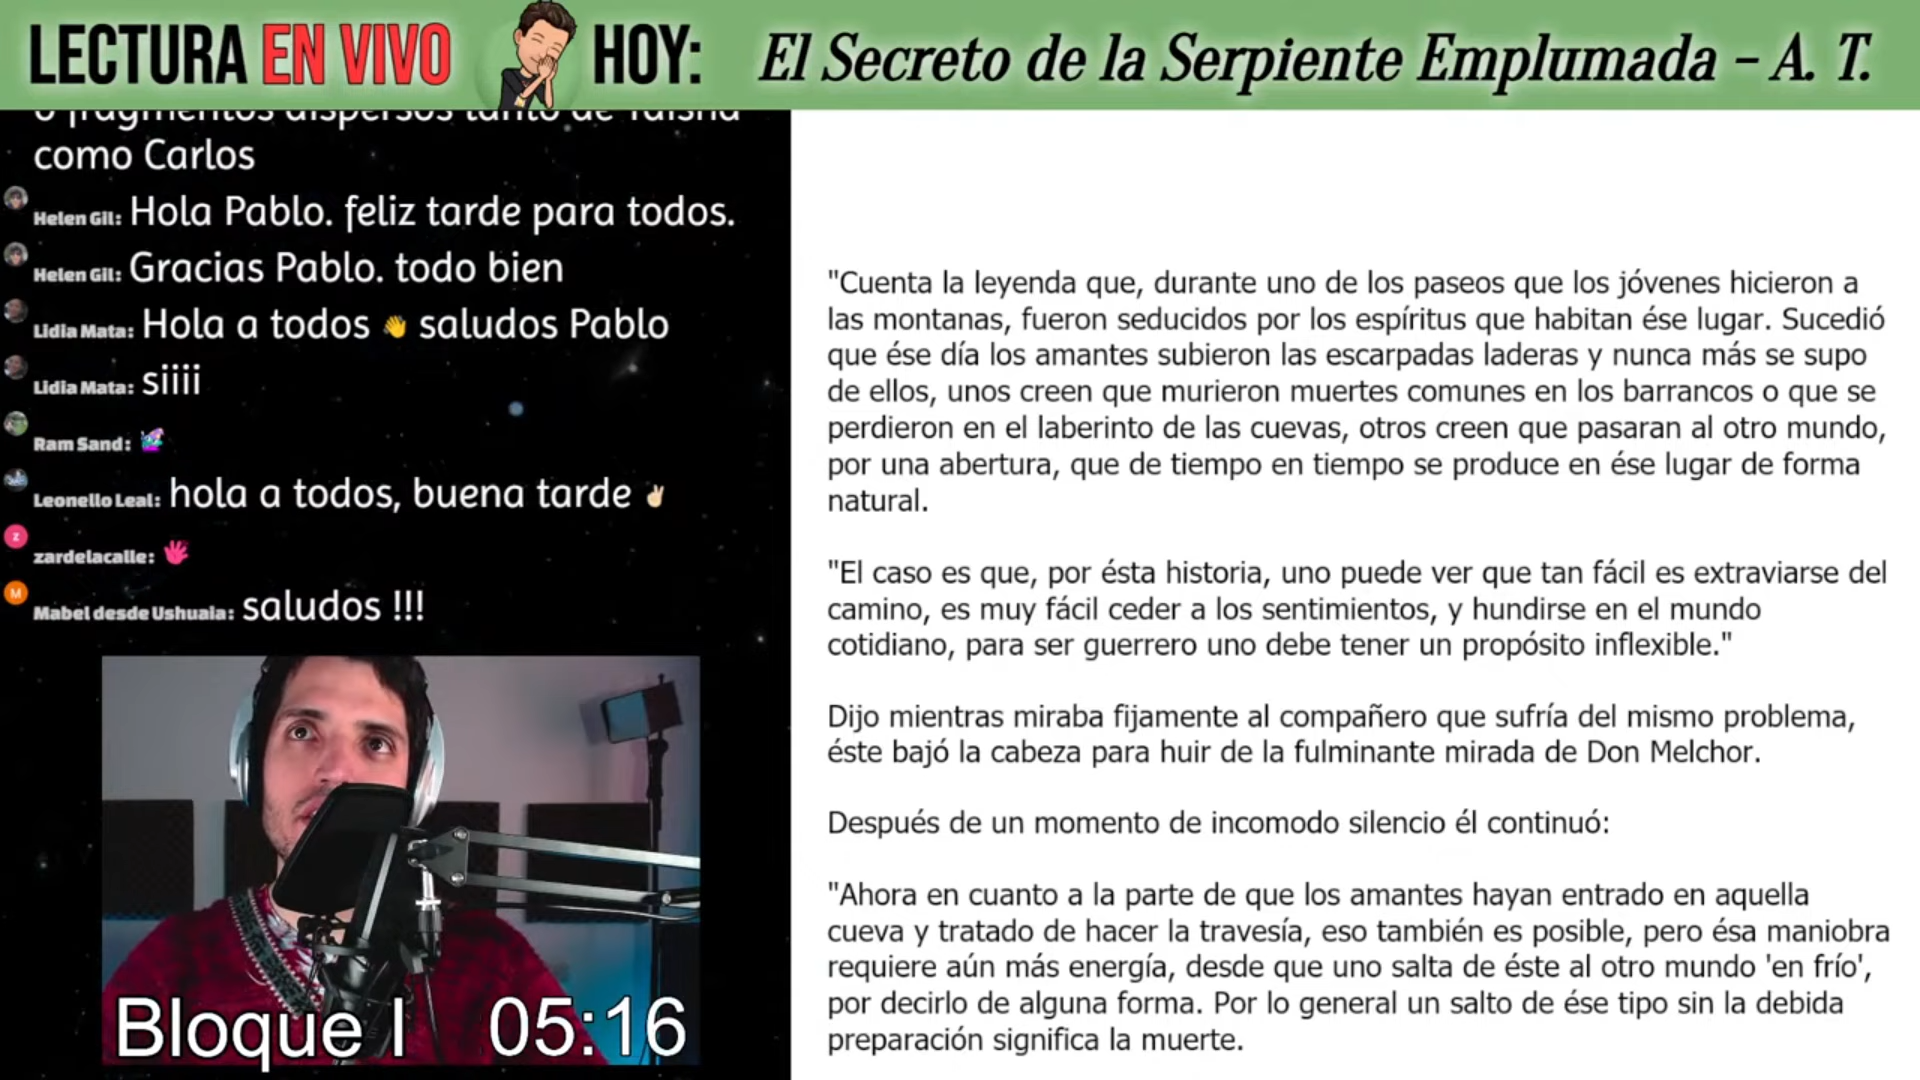 LECTURA EN VIVO HOY: El Secreto de la Serpiente Emplumada - A. T.
o fragmentos dispersos tanto de Taisha
como Carlos
Helen Gil: Hola Pablo. feliz tarde para todos.
Helen Gil: Gracias Pablo. todo bien
Lidia Mata: Hola a todos 👋 saludos Pablo
Lidia Mata: siiii
Ram Sand:
Leonello Leal: hola a todos, buena tarde ✌
Z
zardelacalle:
M
Mabel desde Ushuaia: saludos !!!
Bloque I 05:16
"Cuenta la leyenda que, durante uno de los paseos que los jóvenes hicieron a
las montanas, fueron seducidos por los espíritus que habitan ése lugar. Sucedió
que ése día los amantes subieron las escarpadas laderas y nunca más se supo
de ellos, unos creen que murieron muertes comunes en los barrancos o que se
perdieron en el laberinto de las cuevas, otros creen que pasaran al otro mundo,
por una abertura, que de tiempo en tiempo se produce en ése lugar de forma
natural.
"El caso es que, por ésta historia, uno puede ver que tan fácil es extraviarse del
camino, es muy fácil ceder a los sentimientos, y hundirse en el mundo
cotidiano, para ser guerrero uno debe tener un propósito inflexible."
Dijo mientras miraba fijamente al compañero que sufría del mismo problema,
éste bajó la cabeza para huir de la fulminante mirada de Don Melchor.
Después de un momento de incomodo silencio él continuó:
"Ahora en cuanto a la parte de que los amantes hayan entrado en aquella
cueva y tratado de hacer la travesía, eso también es posible, pero ésa maniobra
requiere aún más energía, desde que uno salta de éste al otro mundo 'en frío',
por decirlo de alguna forma. Por lo general un salto de ése tipo sin la debida
preparación significa la muerte.